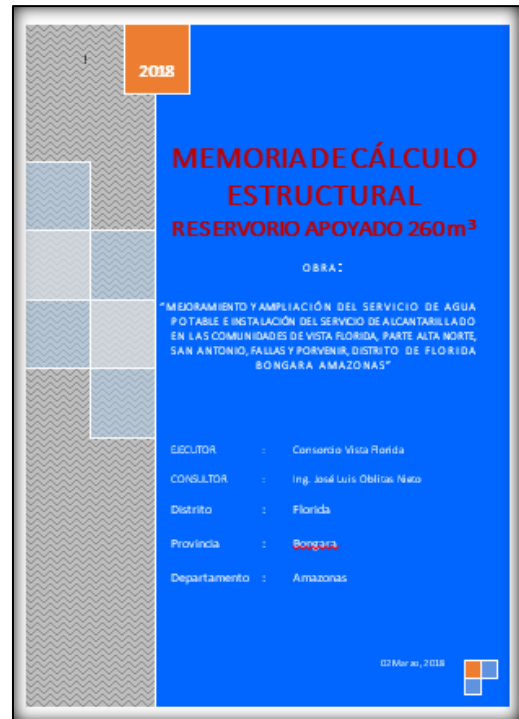 !
2018
MEMORIA DE CÁLCULO
ESTRUCTURAL
RESERVORIO APOYADO 260m³
OBRA:
"MEJORAMIENTO Y AMPLIACIÓN DEL SERVICIO DE AGUA
POTABLE E INSTALACIÓN DEL SERVICIO DE ALCANTARILLADO
EN LAS COMUNIDADES DE VISTA FLORIDA, PARTE ALTA NORTE,
SAN ANTONIO, FALLAS Y PORVENIR, DISTRITO DE FLORIDA
BONGARA AMAZONAS"
EJECUTOR : Consorcio Vista Florida
CONSULTOR : Ing. José Luis Oblitas Nieto
Distrito : Florida
Provincia : Bongara
Departamento : Amazonas
02 Marzo, 2018